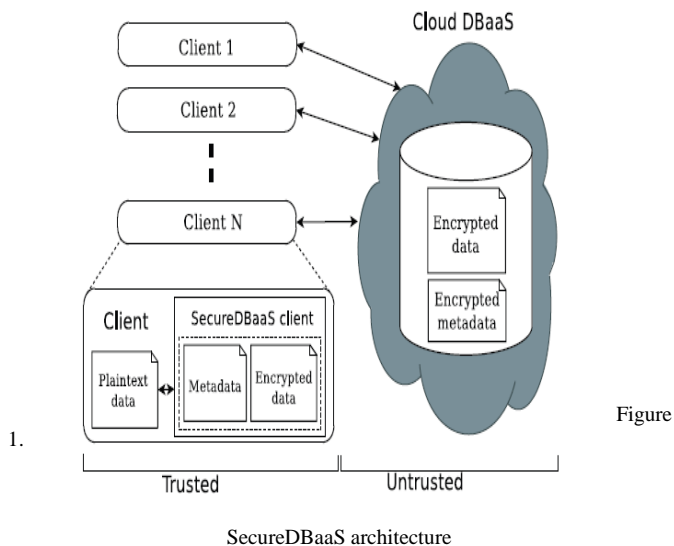 Cloud DBaaS
Client 1
Client 2
Client N
Encrypted
data
Encrypted
metadata
Client
SecureDBaaS client
Plaintext
data
Metadata
Encrypted
data
Figure
1.
Trusted
Untrusted
SecureDBaaS architecture